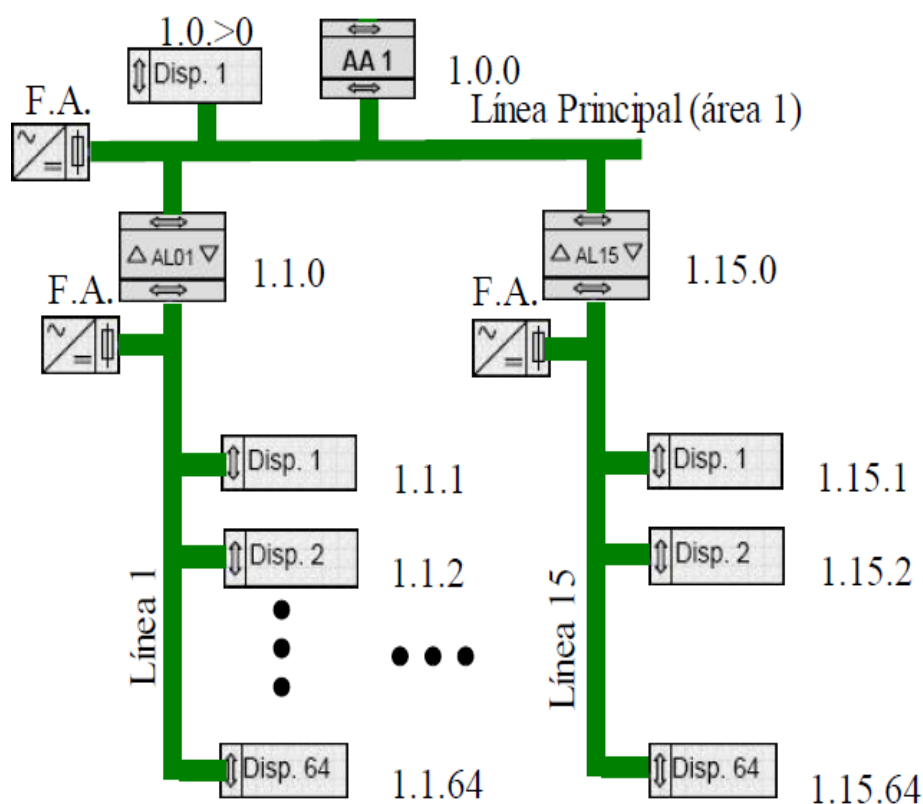 1.0.>0
Disp. 1
AA 1
1.0.0
F.A.
Línea Principal (área 1)
AL01
1.1.0
AL15
1.15.0
F.A.
F.A.
Disp. 1
1.1.1
Disp. 1
1.15.1
Disp. 2
1.1.2
Disp. 2
1.15.2
Línea 1
Línea 15
Disp. 64
1.1.64
Disp. 64
1.15.64